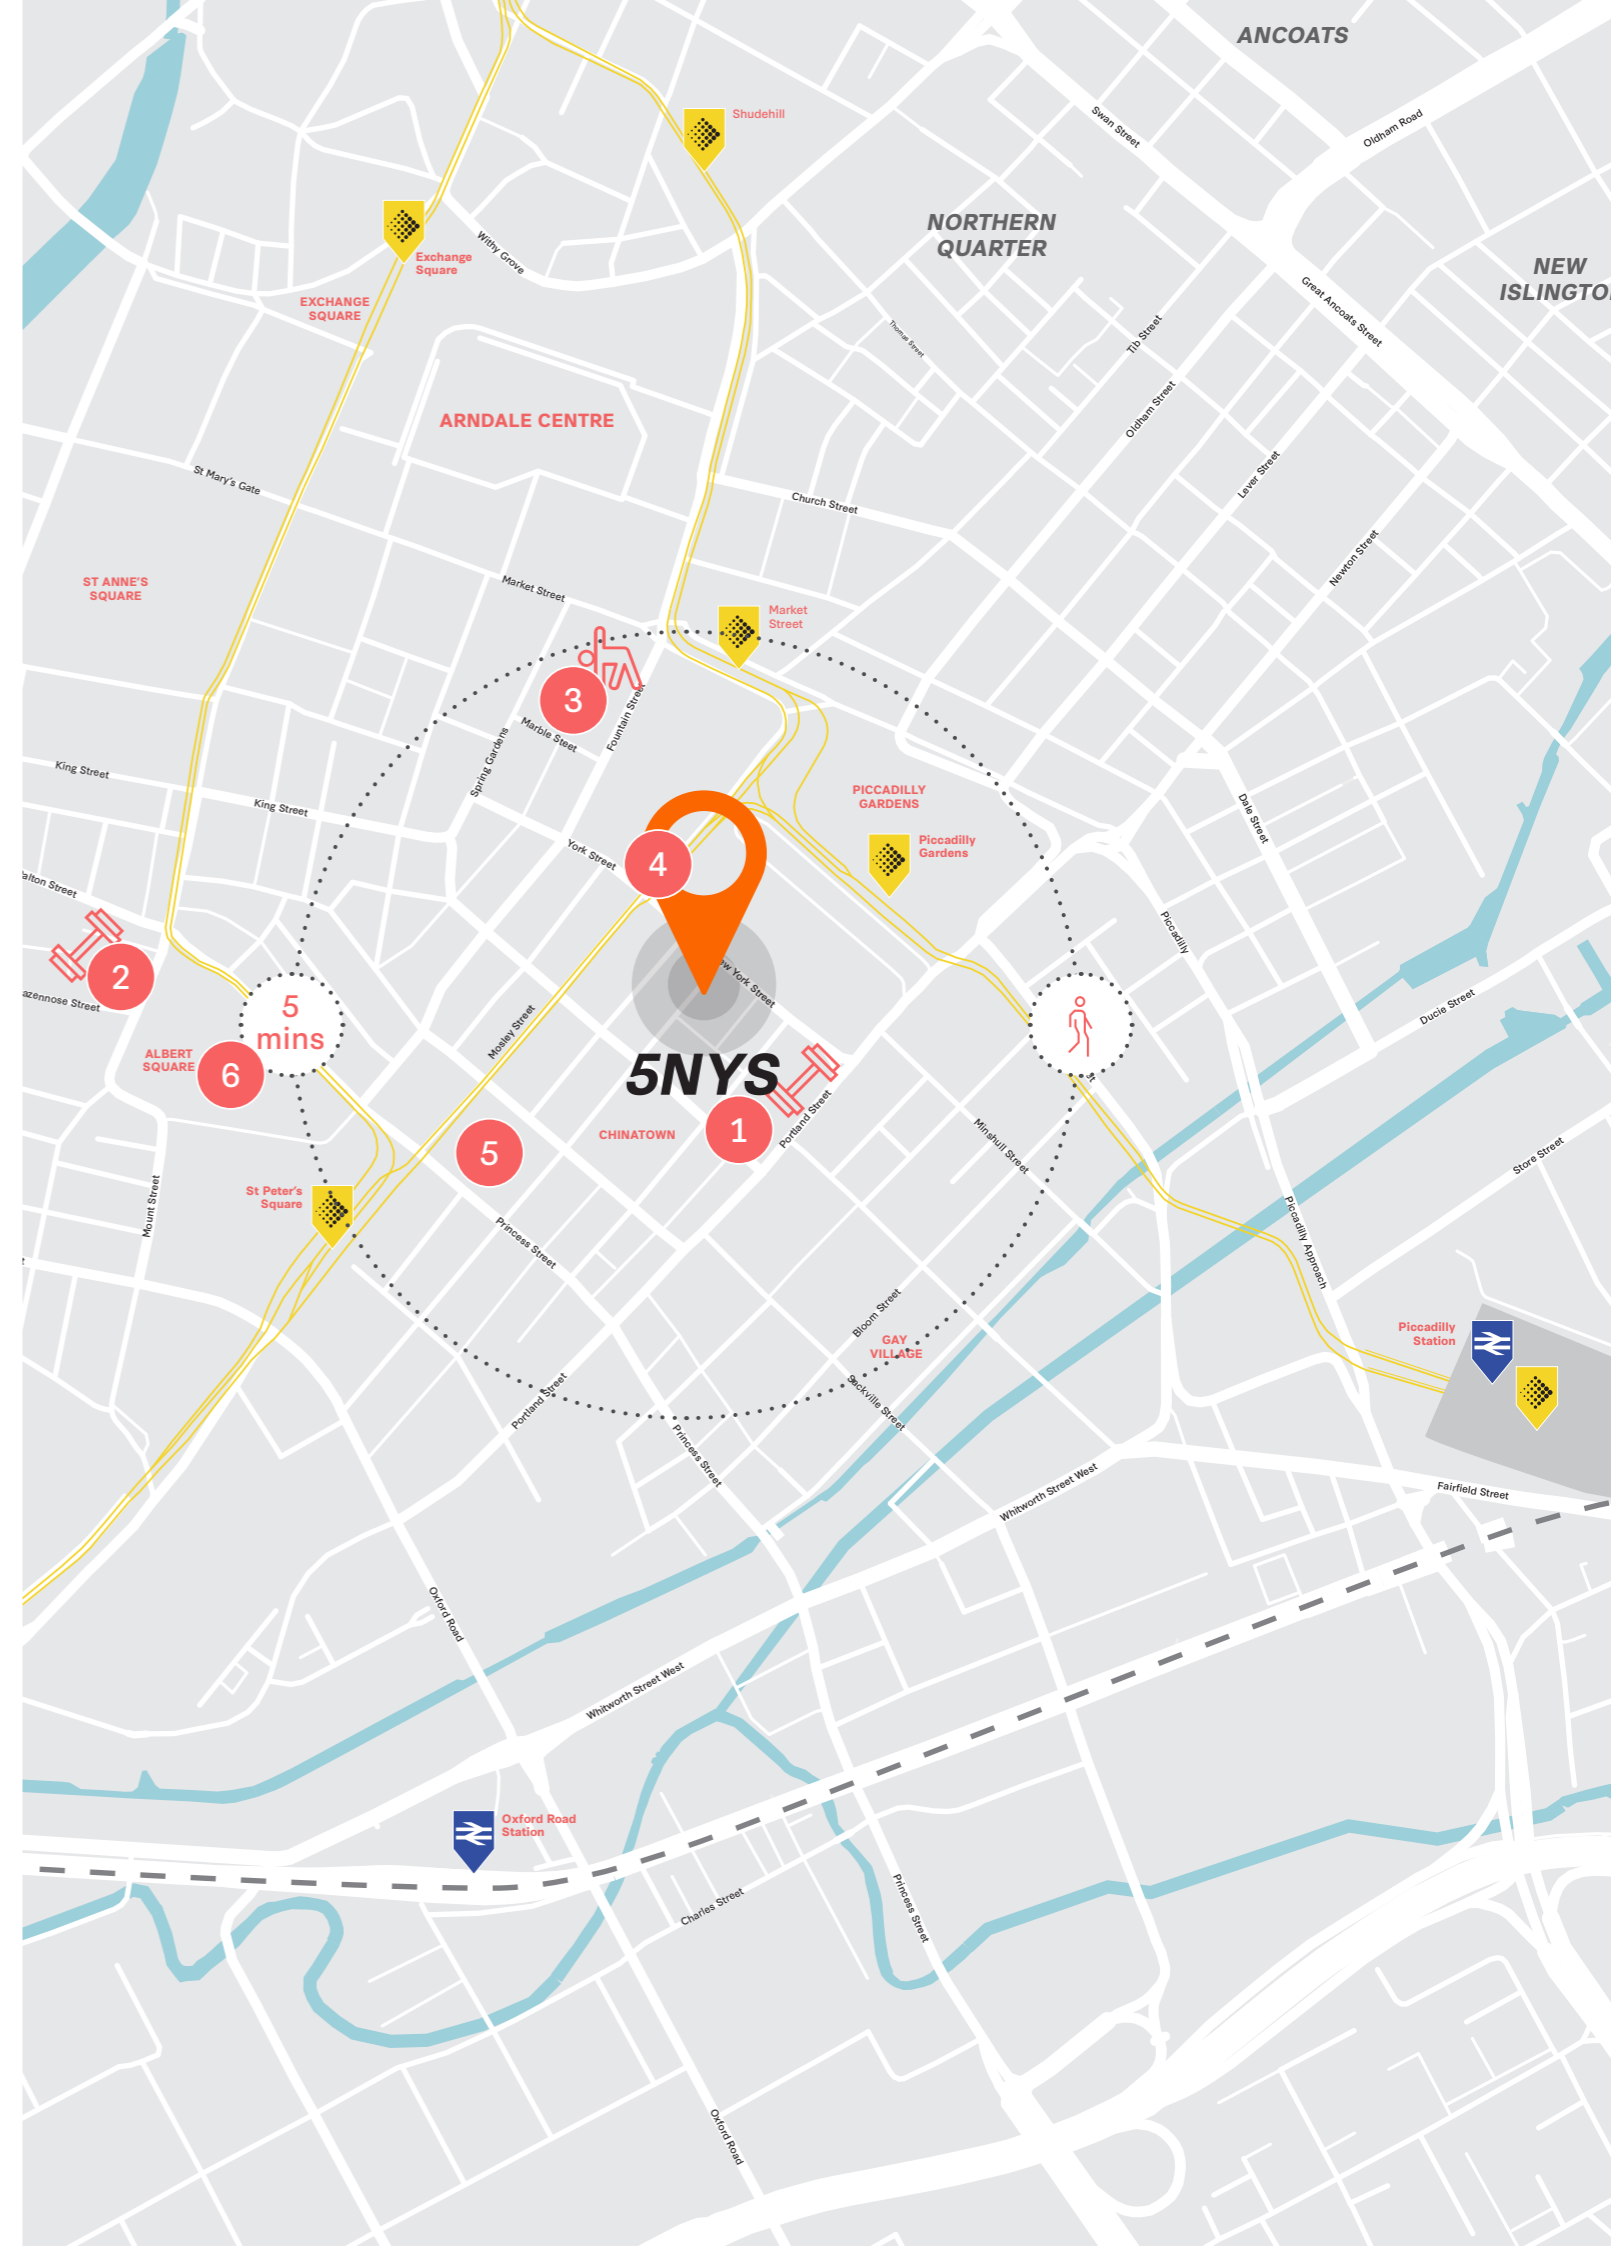 ANCOATS
Swan Street
Oldham Road
Shudehill
NORTHERN
QUARTER
Withy Grove
Exchange
Square
NEW
EXCHANGE
SQUARE
Great Ancoats Street
Thomas Street
Tib Street
Oldham Street
ARNDALE CENTRE
St Mary's Gate
Church Street
Lever Street
Newton Street
ST ANNE'S
SQUARE
Market Street
Market
Street
3
Marble Steet
Fountain Street
Spring Gardens
King Street
King Street
PICCADILLY
GARDENS
Dale Street
Piccadilly
Gardens
York Street
4
alton Street
Piccadilly
2
azennose Street
ew York Street
5
mins
Mosley Street
Ducie Street
ALBERT
SQUARE
6
5NYS
CHINATOWN
1
Portland Street
5
Minshull Street
Store Street
St Peter's
Square
Mount Street
Princess Street
Piccadilly Approach
Bloom Street
GAY
VILLAGE
Piccadilly
Station
Portland Street
Sackville Street
Princess Street
Whitworth Street West
Fairfield Street
Oxford Road
Whitworth Street West
Oxford Road
Station
Charles Street
Princess Street
Oxford Road